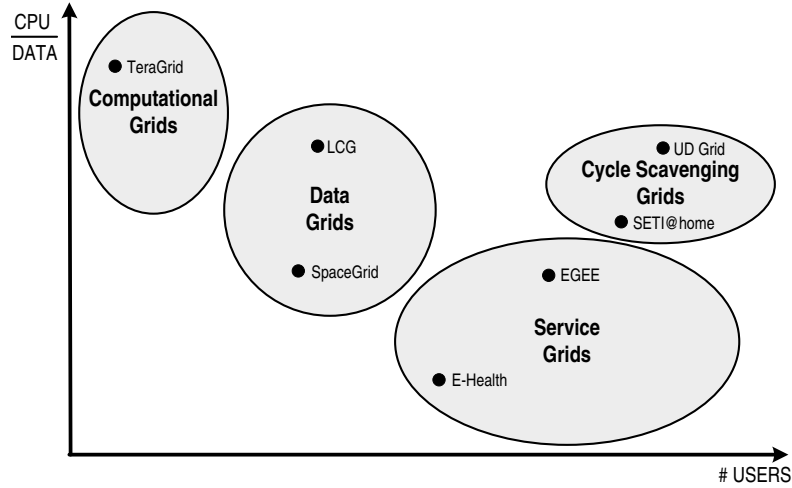 CPU
DATA
TeraGrid
Computational
Grids
LCG
Data
Grids
SpaceGrid
UD Grid
Cycle Scavenging
Grids
SETI@home
EGEE
Service
Grids
E-Health
# USERS